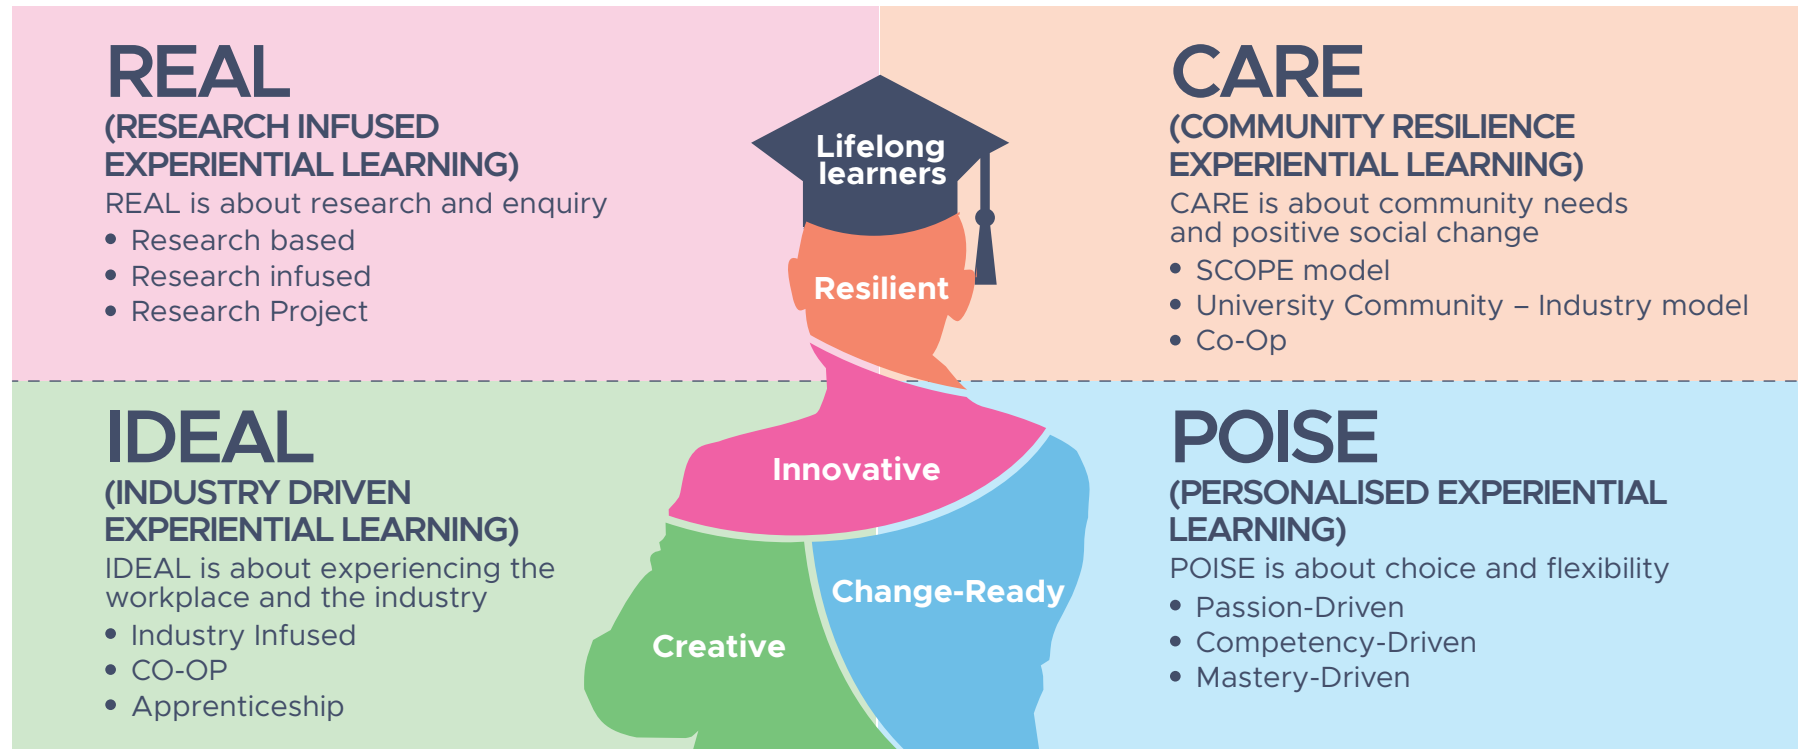 REAL
(RESEARCH INFUSED
EXPERIENTIAL LEARNING)
REAL is about research and enquiry
• Research based
• Research infused
• Research Project
CARE
(COMMUNITY RESILIENCE
EXPERIENTIAL LEARNING)
CARE is about community needs
and positive social change
• SCOPE model
• University Community – Industry model
• Co-Op
Lifelong
learners
Resilient
Innovative
Change-Ready
Creative
IDEAL
(INDUSTRY DRIVEN
EXPERIENTIAL LEARNING)
IDEAL is about experiencing the
workplace and the industry
• Industry Infused
• CO-OP
• Apprenticeship
POISE
(PERSONALISED EXPERIENTIAL
LEARNING)
POISE is about choice and flexibility
• Passion-Driven
• Competency-Driven
• Mastery-Driven